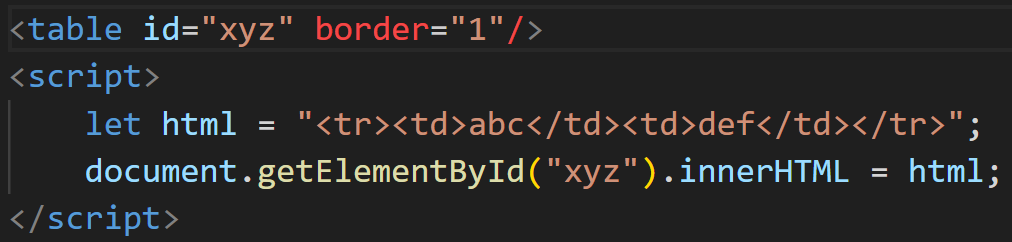 <table id="xyz" border="1"/>
<script>
    let html = "<tr><td>abc</td><td>def</td></tr>";
    document.getElementById("xyz").innerHTML = html;
</script>